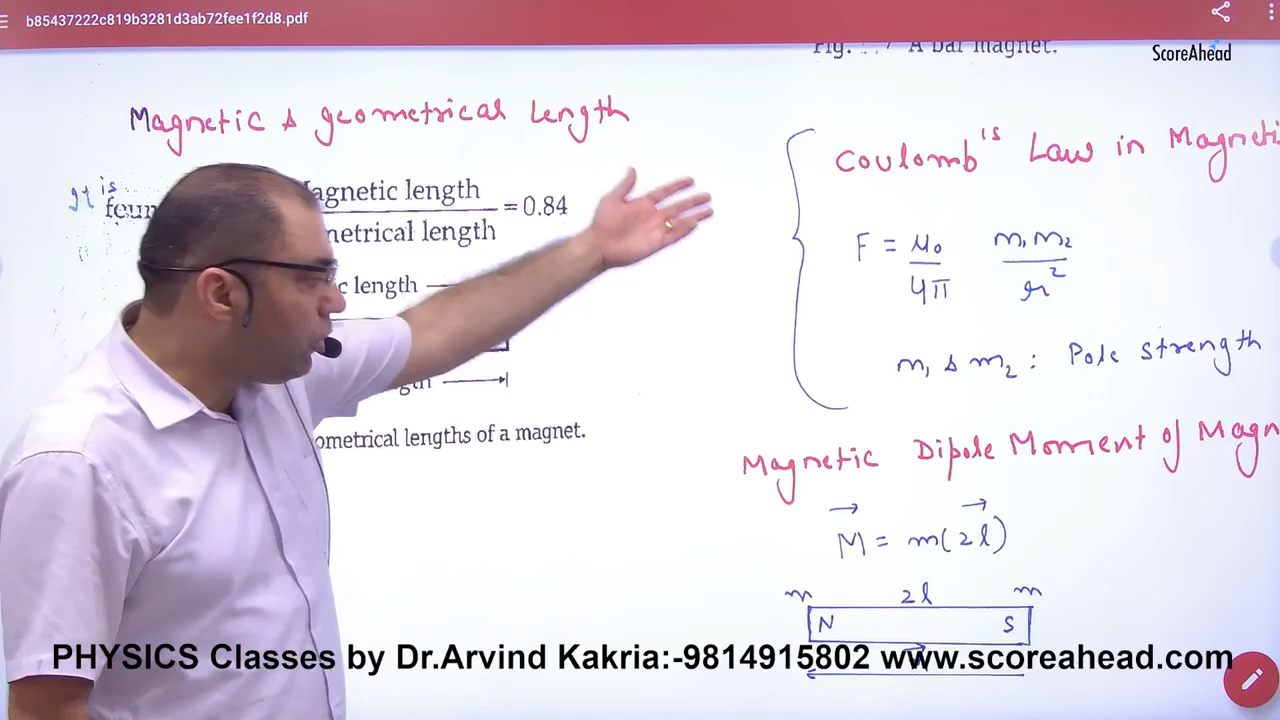 b85437222c819b3281d3ab72fee1f2d8.pdf
Fig. A bar magnet.
ScoreAhead
Magnetic & geometrical length
It is
Magnetic length
= 0.84
length
length
ometrical lengths of a magnet.
Coulomb's Law in Magneti
F = μ₀/4π m₁m₂/r²
m₁ & m₂ : Pole strength
Magnetic Dipole Moment of Magn
M⃗ = m(2l⃗)
m 2l m
N S
PHYSICS Classes by Dr.Arvind Kakria:-9814915802 www.scoreahead.com